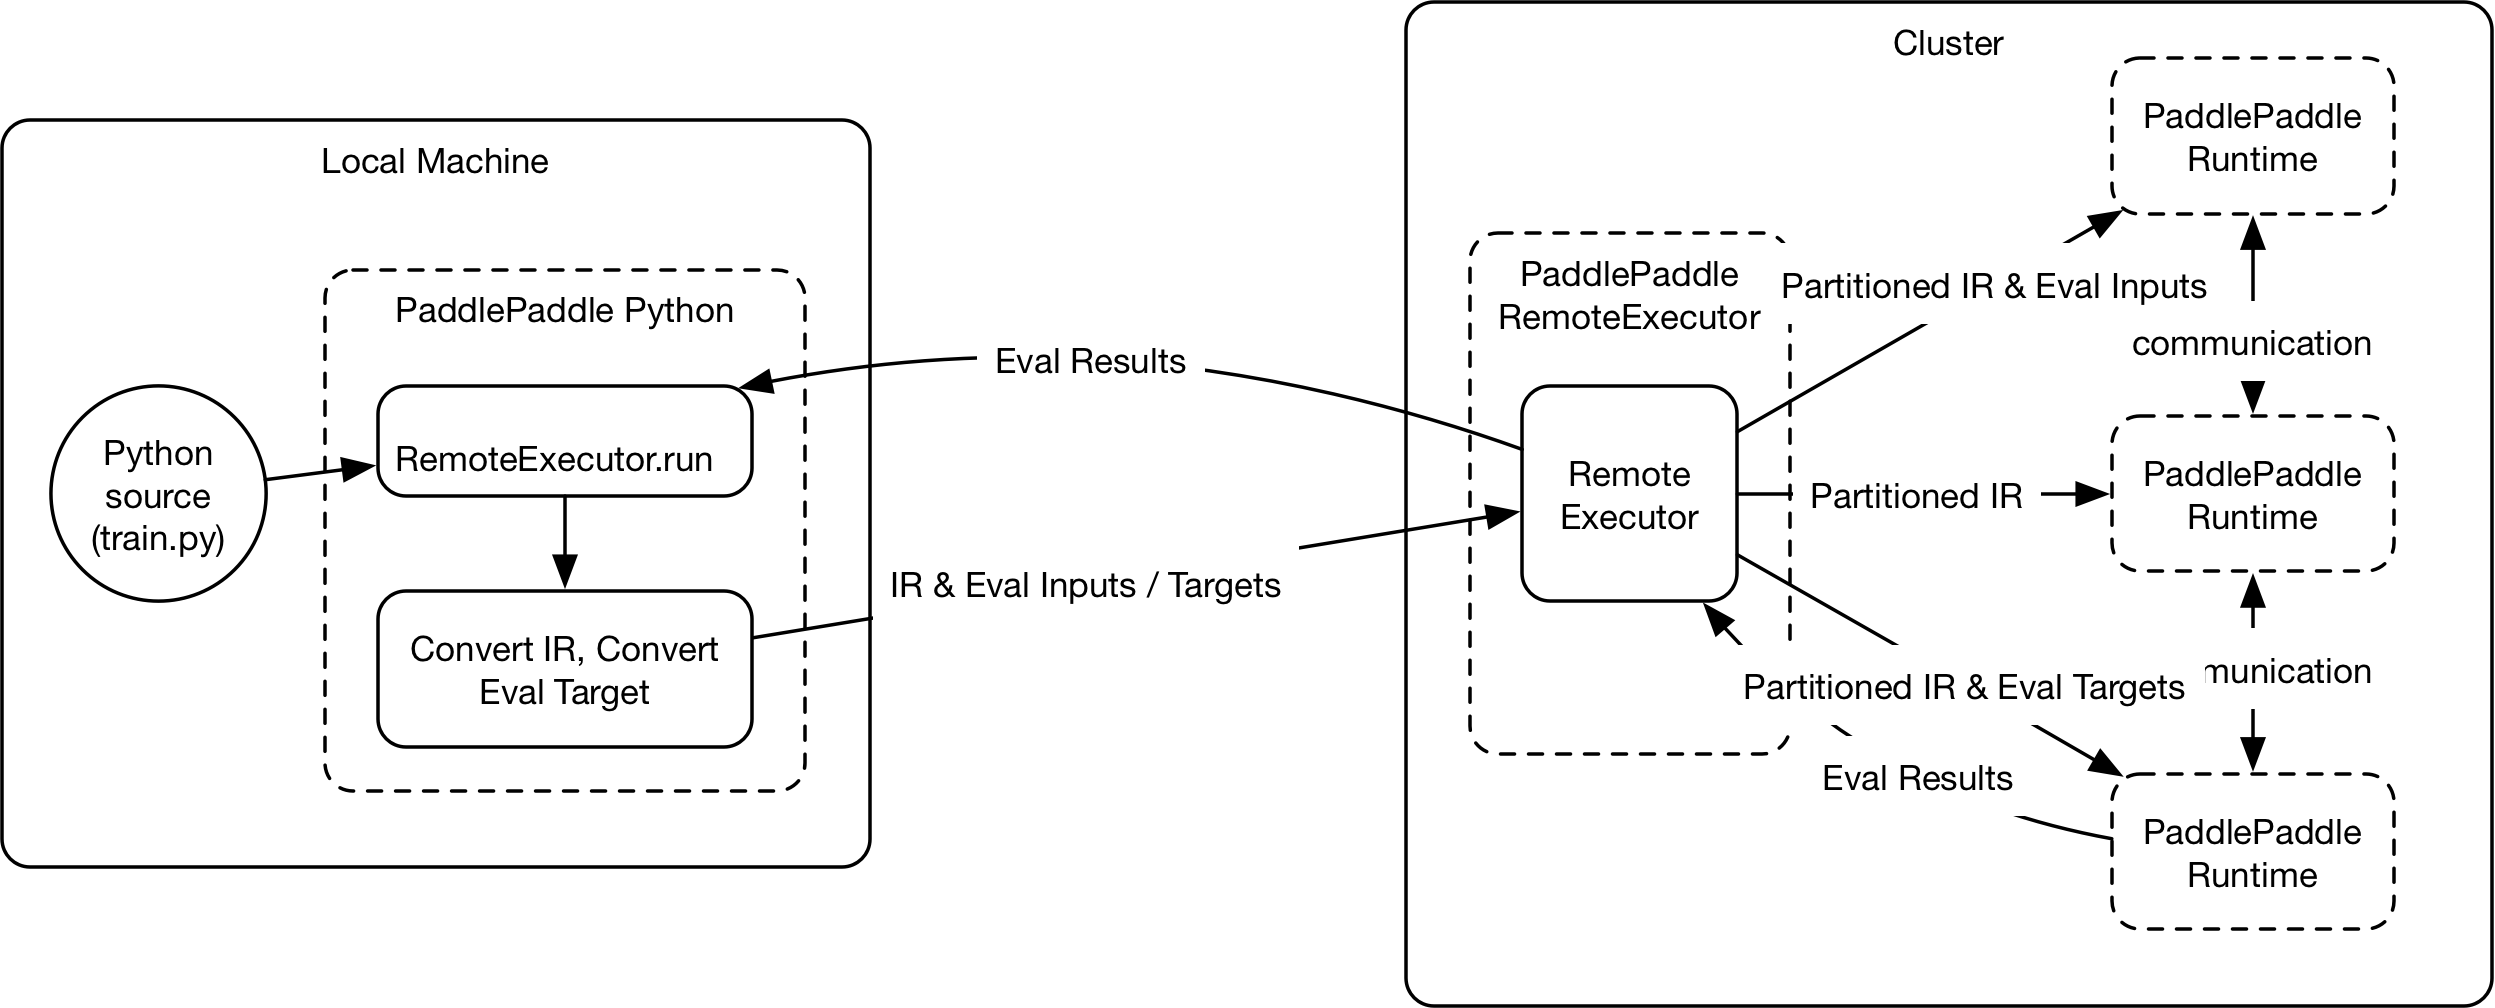 Cluster
PaddlePaddle
Runtime
Local Machine
PaddlePaddle
RemoteExecutor
Partitioned IR & Eval Inputs
PaddlePaddle Python
communication
Eval Results
Python
source
(train.py)
RemoteExecutor.run
Remote
Executor
Partitioned IR
PaddlePaddle
Runtime
IR & Eval Inputs / Targets
Convert IR, Convert
Eval Target
Partitioned IR & Eval Targets
munication
Eval Results
PaddlePaddle
Runtime